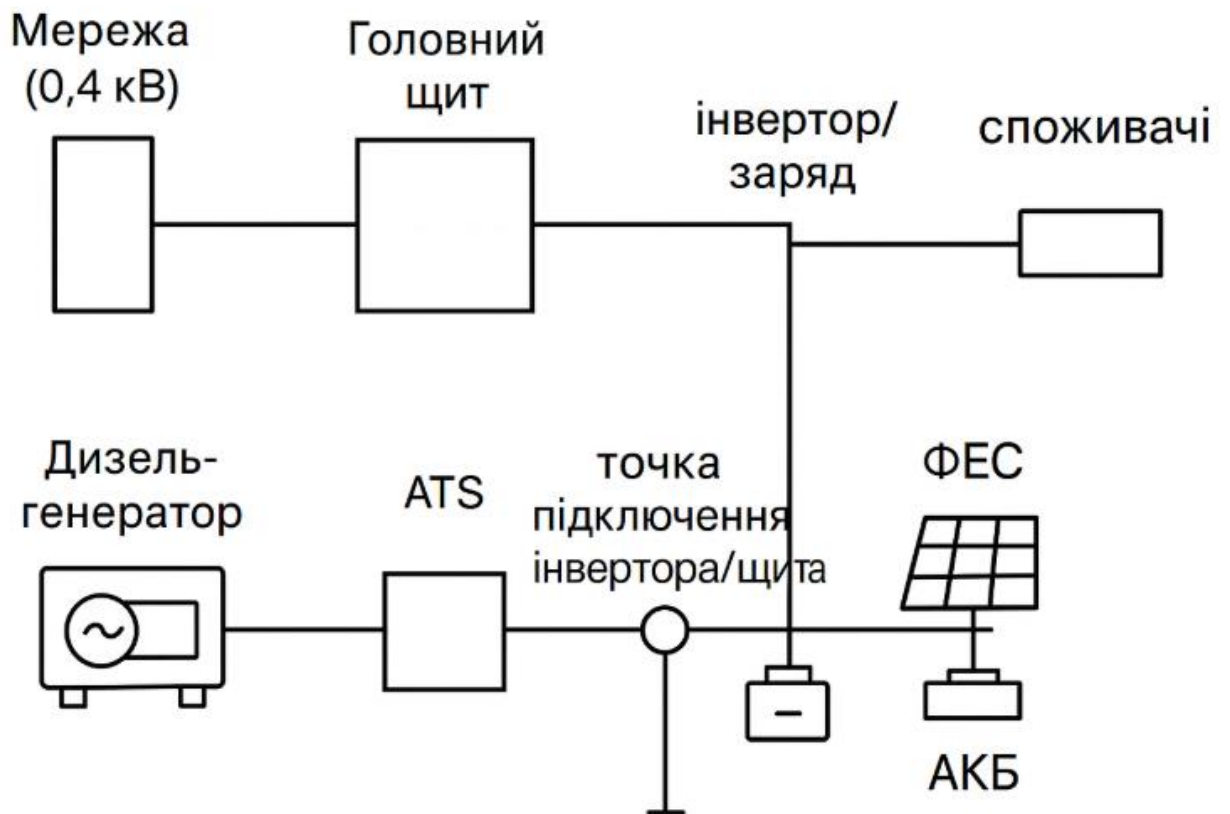 Мережа
(0,4 кВ)
Головний
щит
інвертор/
заряд
споживачі
Дизель-
генератор
ATS
точка
підключення
інвертора/щита
ФЕС
АКБ